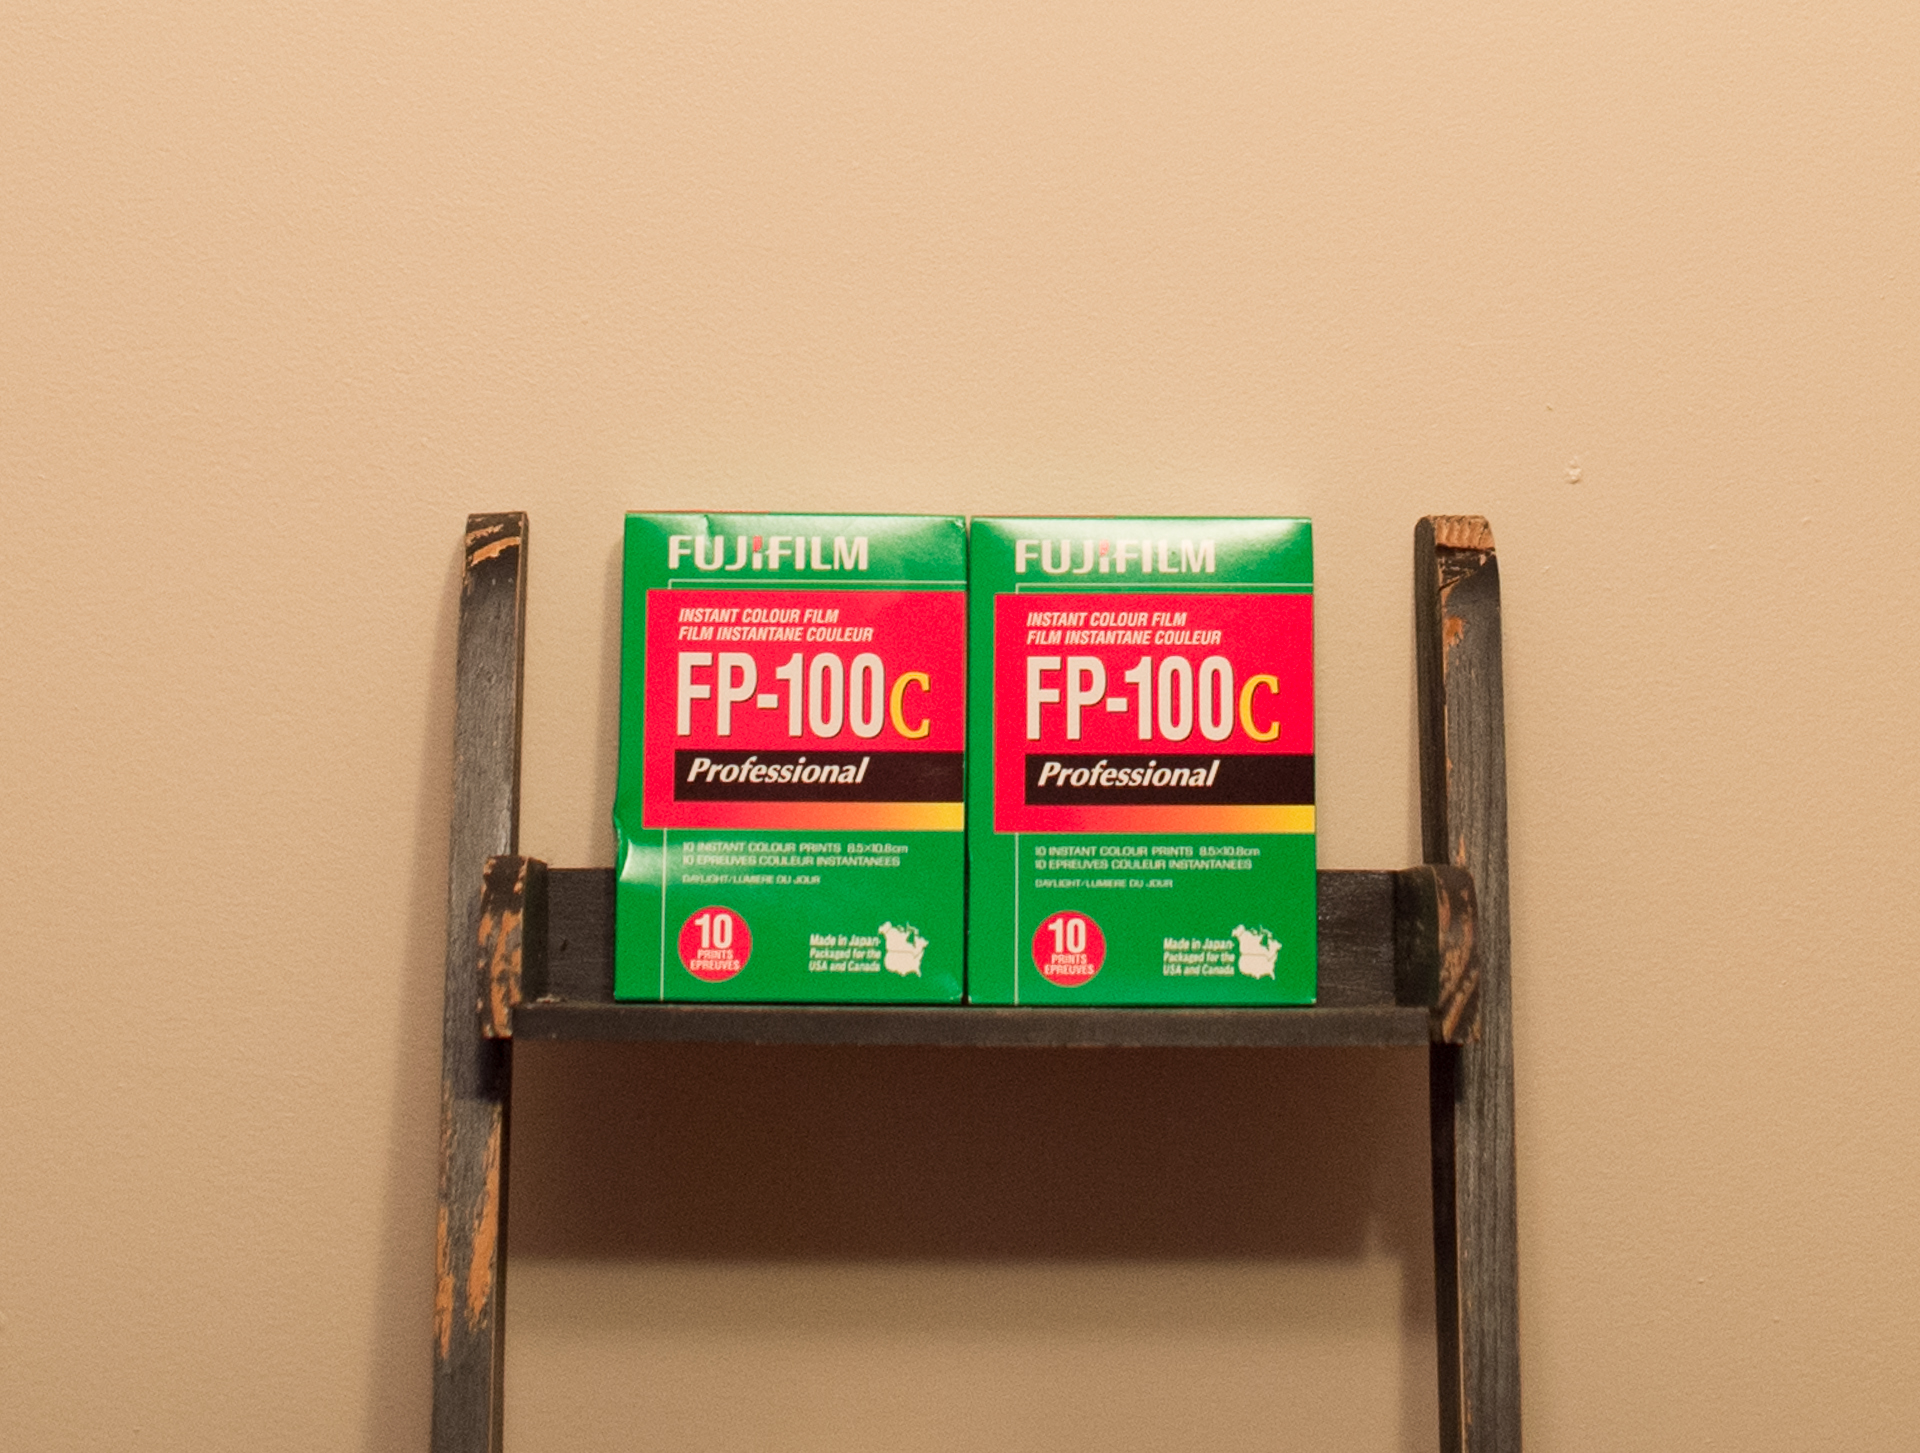 FUJIFILM
INSTANT COLOUR FILM
FILM INSTANTANE COULEUR
FP-100C
Professional
10 INSTANT COLOUR PRINTS 8.5×10.8cm
10 EPREUVES COULEUR INSTANTANEES
DAYLIGHT/LUMIERE DU JOUR
10
PRINTS
EPREUVES
Made in Japan-
Packaged for the
USA and Canada
FUJIFILM
INSTANT COLOUR FILM
FILM INSTANTANE COULEUR
FP-100C
Professional
10 INSTANT COLOUR PRINTS 8.5×10.8cm
10 EPREUVES COULEUR INSTANTANEES
DAYLIGHT/LUMIERE DU JOUR
10
PRINTS
EPREUVES
Made in Japan-
Packaged for the
USA and Canada